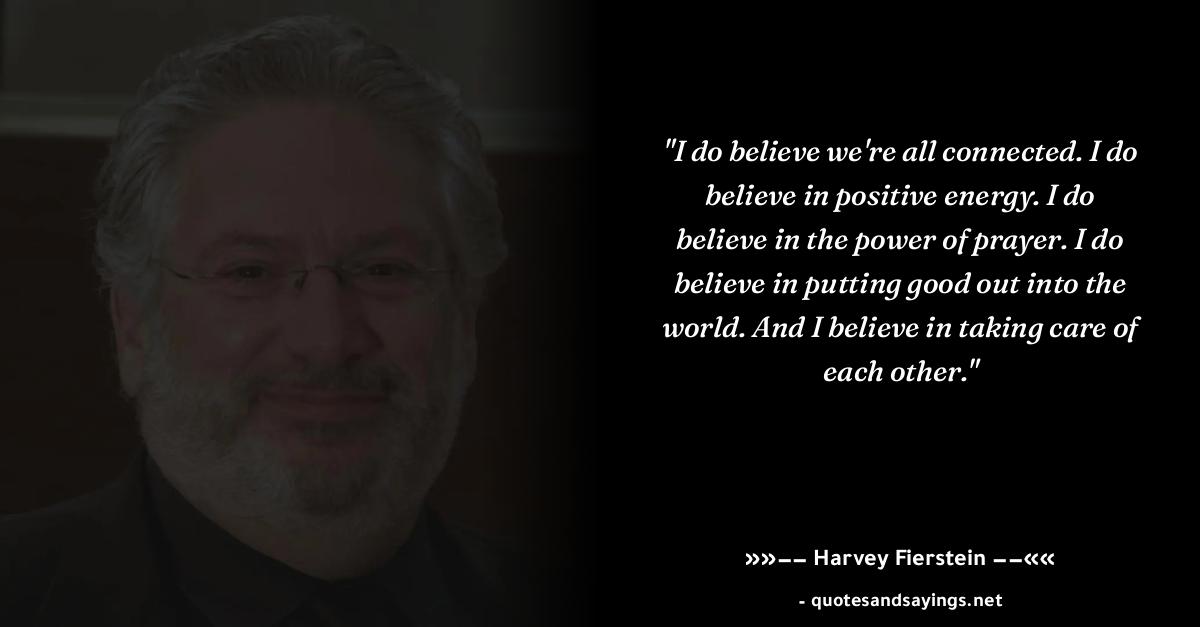 "I do believe we're all connected. I do
believe in positive energy. I do
believe in the power of prayer. I do
believe in putting good out into the
world. And I believe in taking care of
each other."
»»–– Harvey Fierstein ––««
- quotesandsayings.net